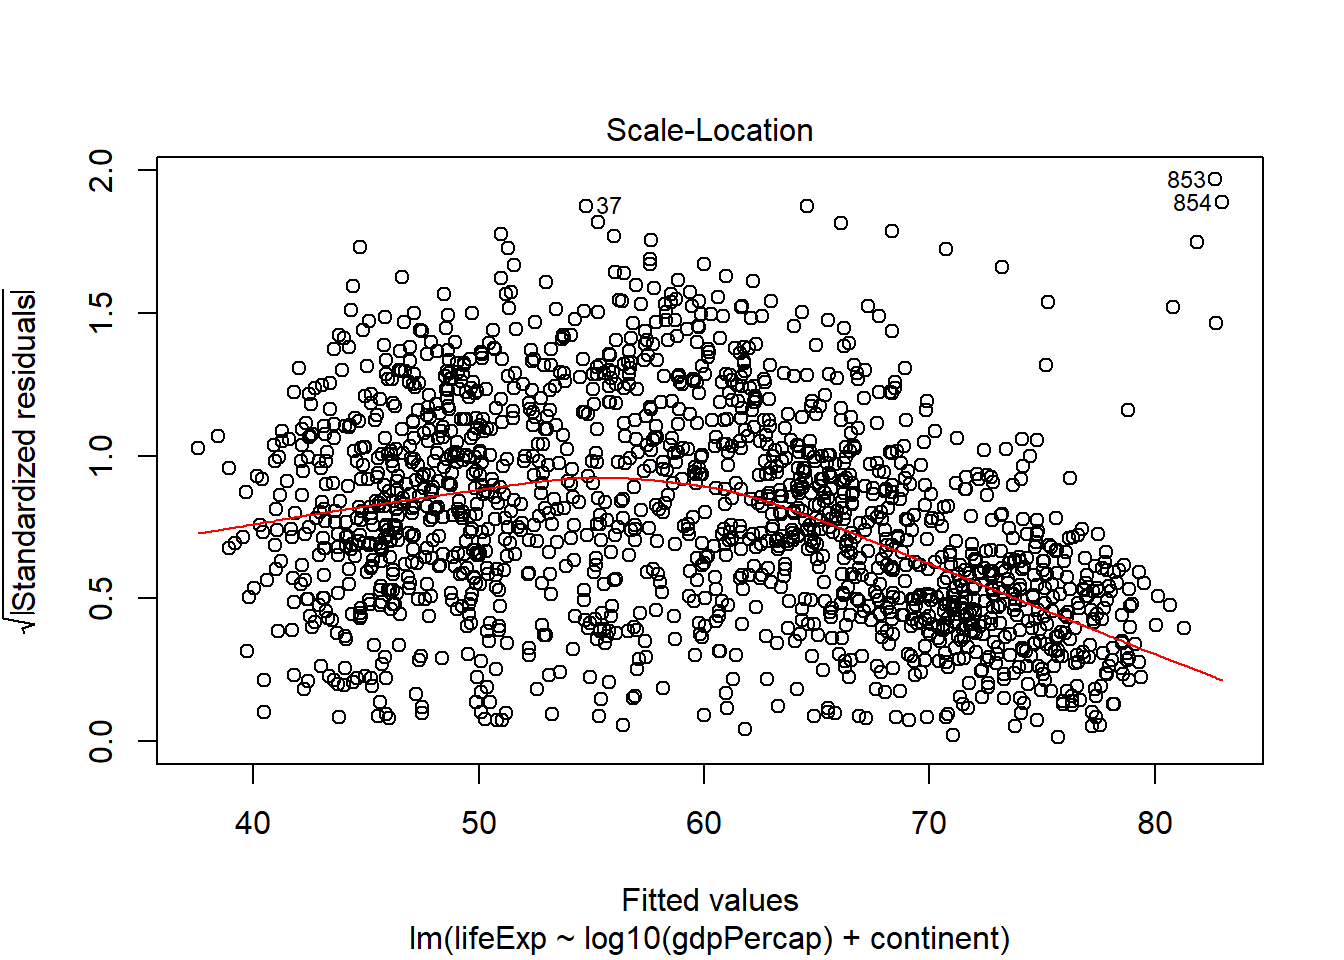 Scale-Location
2.0
1.5
1.0
0.5
0.0
√|Standardized residuals|
853
854
37
40 50 60 70 80
Fitted values
lm(lifeExp ~ log10(gdpPercap) + continent)